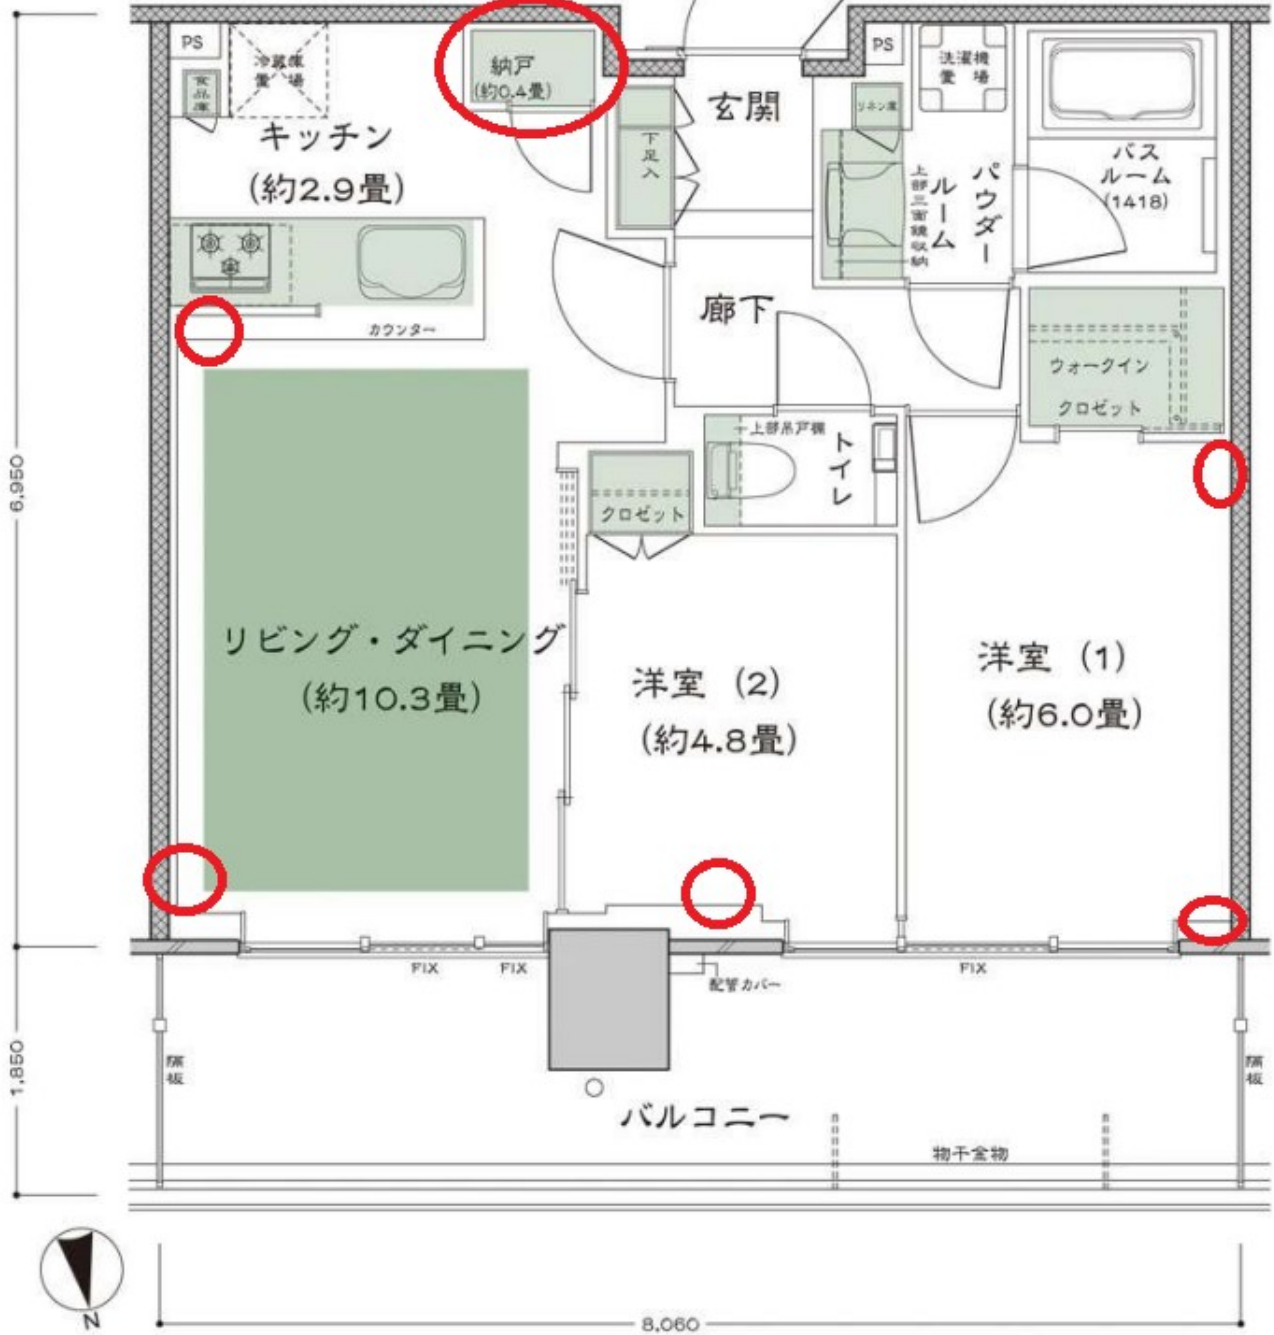 PS
冷蔵庫
置場
食品庫
納戸
(約0.4畳)
キッチン
(約2.9畳)
カウンター
下足入
玄関
PS
洗濯機
置場
リネン庫
上部三面鏡収納
パウダー
ルーム
バス
ルーム
(1418)
廊下
ウォークイン
クロゼット
上部吊戸棚
トイレ
クロゼット
リビング・ダイニング
(約10.3畳)
洋室 (2)
(約4.8畳)
洋室 (1)
(約6.0畳)
6,950
FIX
FIX
FIX
配管カバー
隔板
隔板
1,850
バルコニー
物干金物
N
8,060